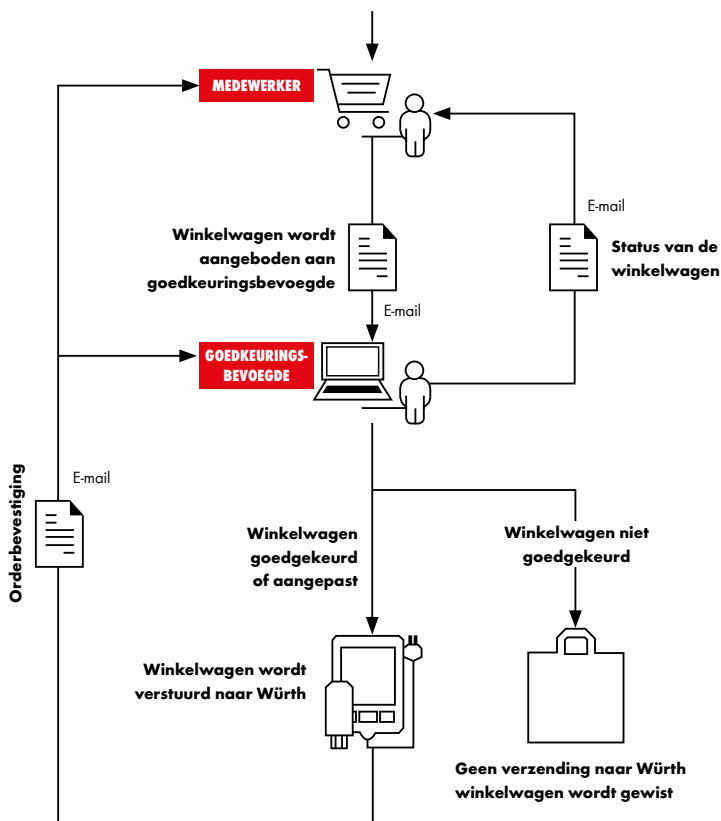 MEDEWERKER
E-mail
Winkelwagen wordt
aangeboden aan
goedkeuringsbevoegde
Status van de
winkelwagen
E-mail
GOEDKEURINGS-
BEVOEGDE
E-mail
Orderbevestiging
Winkelwagen
goedgekeurd
of aangepast
Winkelwagen niet
goedgekeurd
Winkelwagen wordt
verstuurd naar Würth
Geen verzending naar Würth
winkelwagen wordt gewist